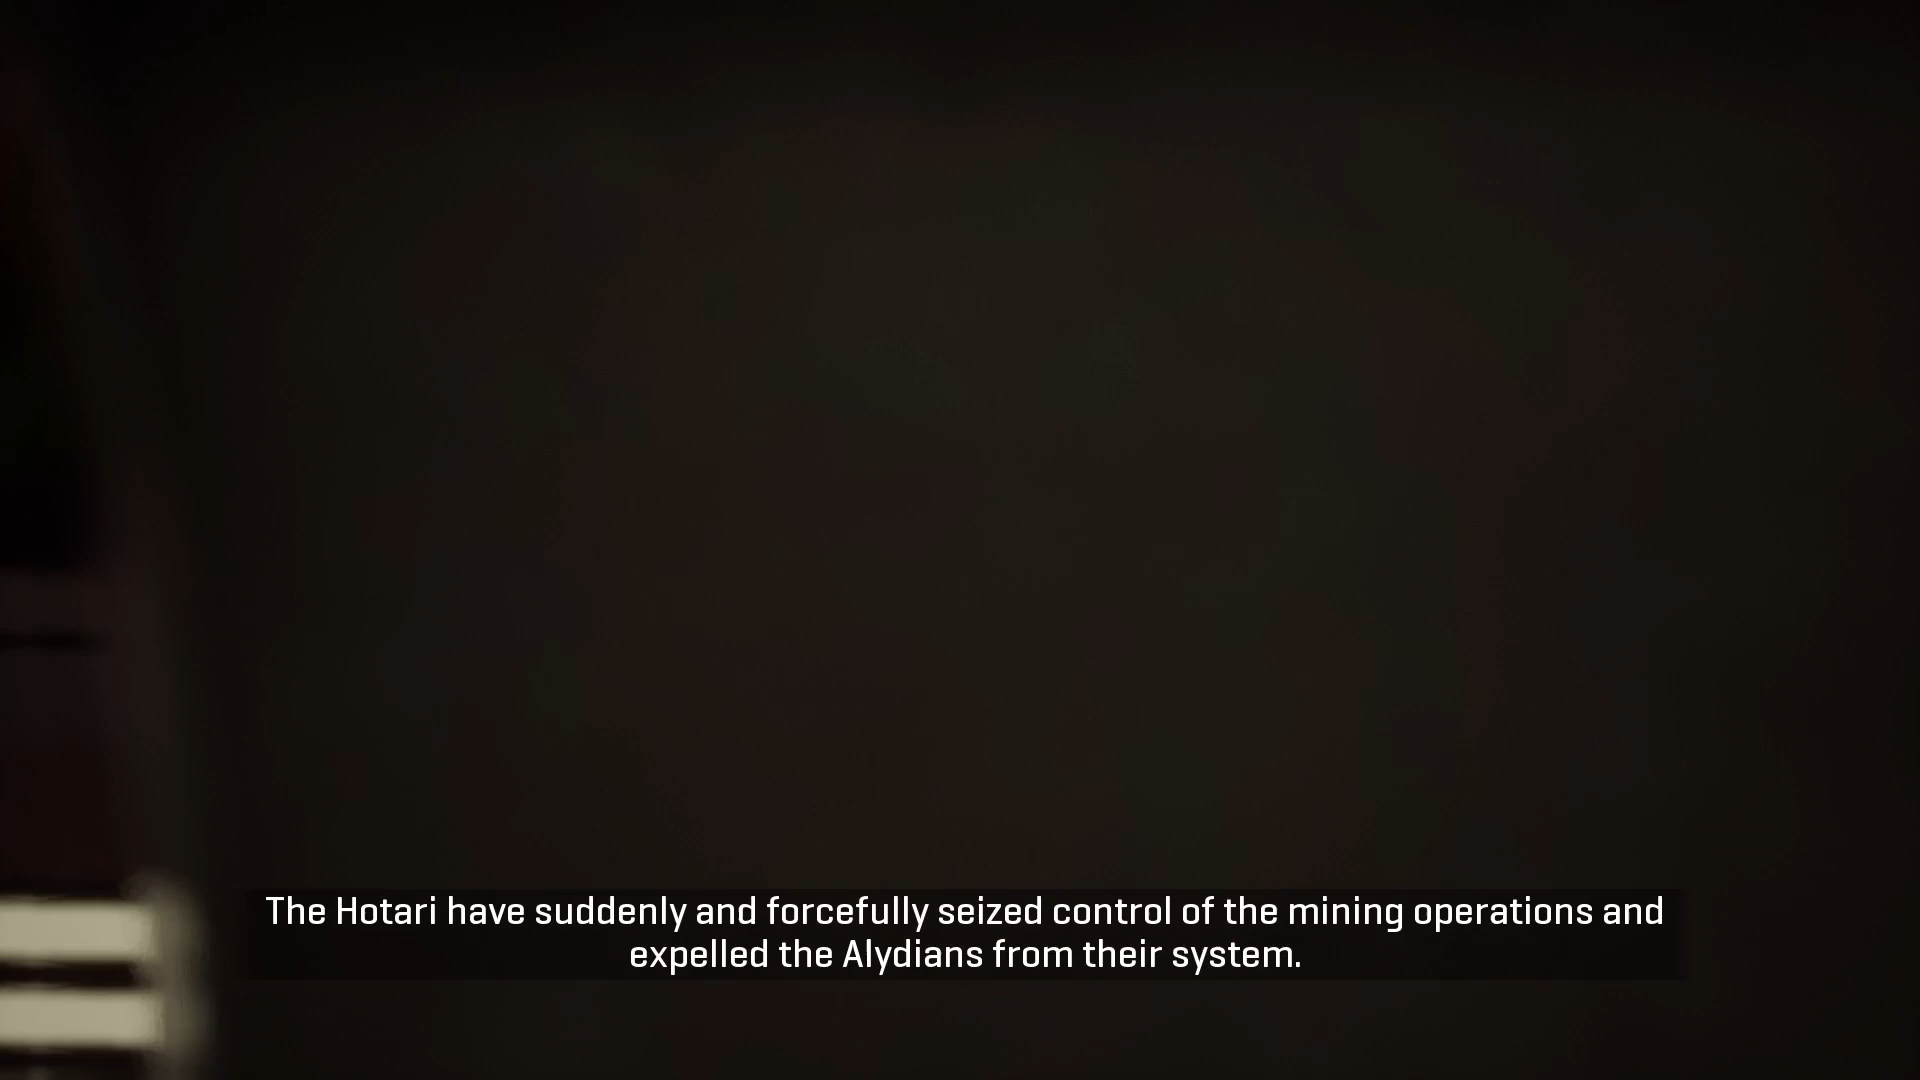 The Hotari have suddenly and forcefully seized control of the mining operations and
expelled the Alydians from their system.